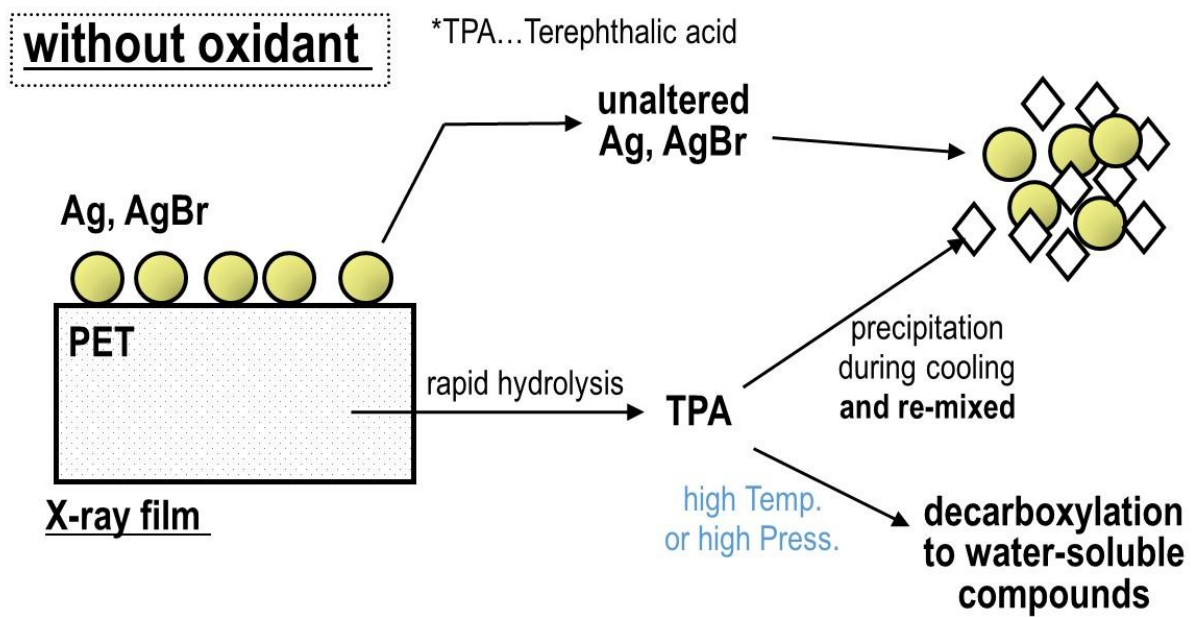 without oxidant
*TPA...Terephthalic acid
unaltered
Ag, AgBr
Ag, AgBr
PET
rapid hydrolysis
TPA
precipitation
during cooling
and re-mixed
X-ray film
high Temp.
or high Press.
decarboxylation
to water-soluble
compounds